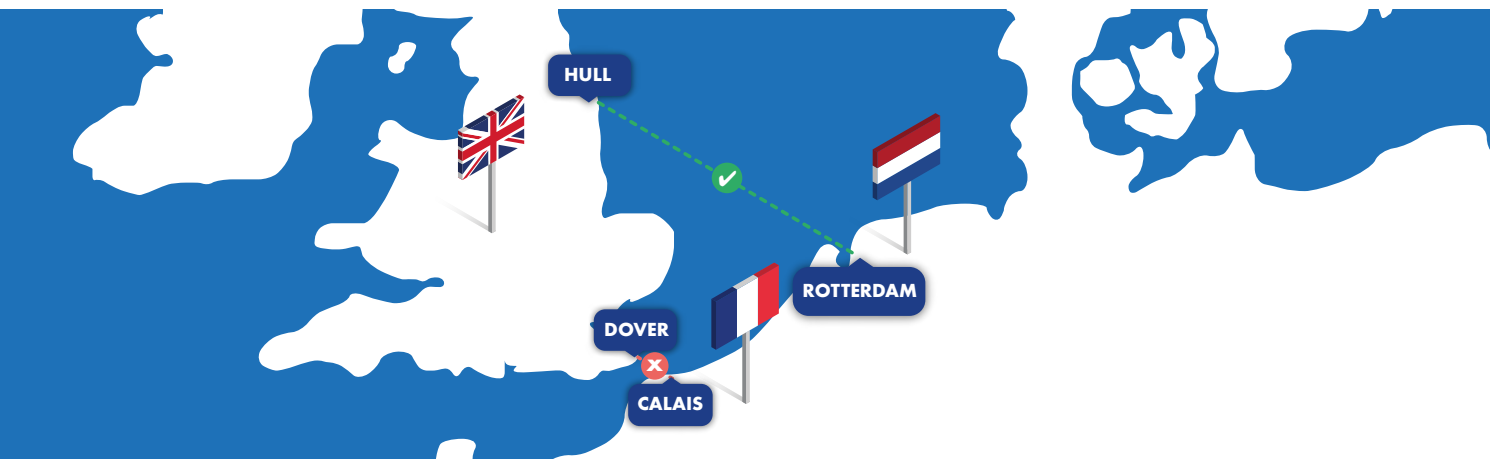 HULL
ROTTERDAM
DOVER
X
CALAIS